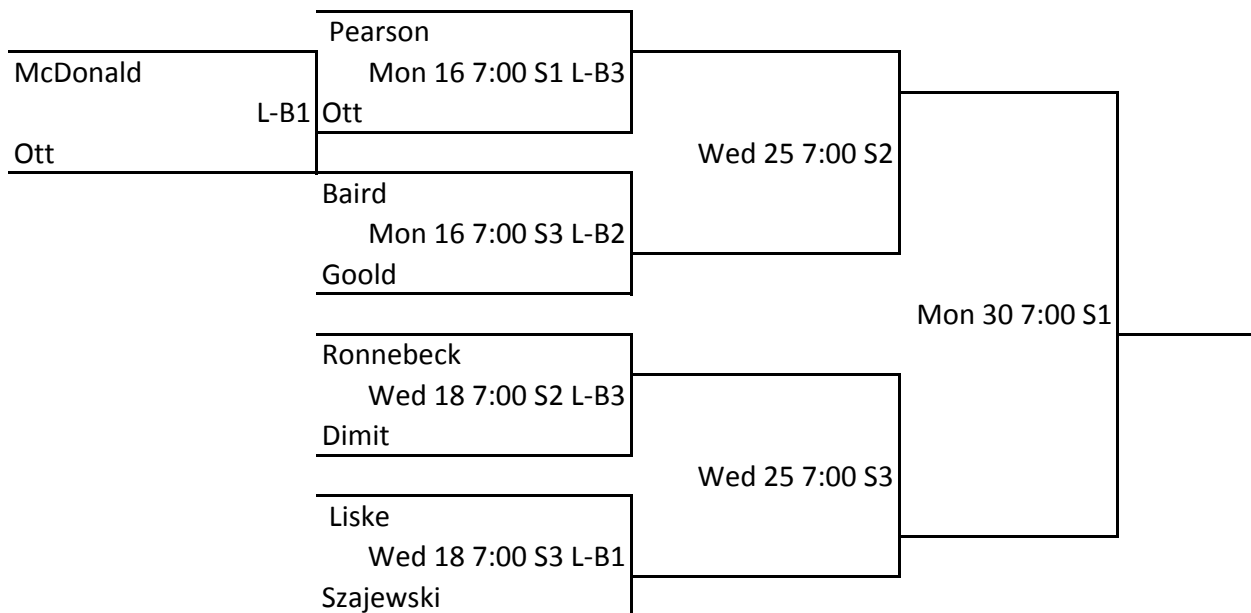 Pearson
McDonald
Mon 16 7:00 S1 L-B3
L-B1
Ott
Ott
Wed 25 7:00 S2
Baird
Mon 16 7:00 S3 L-B2
Goold
Mon 30 7:00 S1
Ronnebeck
Wed 18 7:00 S2 L-B3
Dimit
Wed 25 7:00 S3
Liske
Wed 18 7:00 S3 L-B1
Szajewski